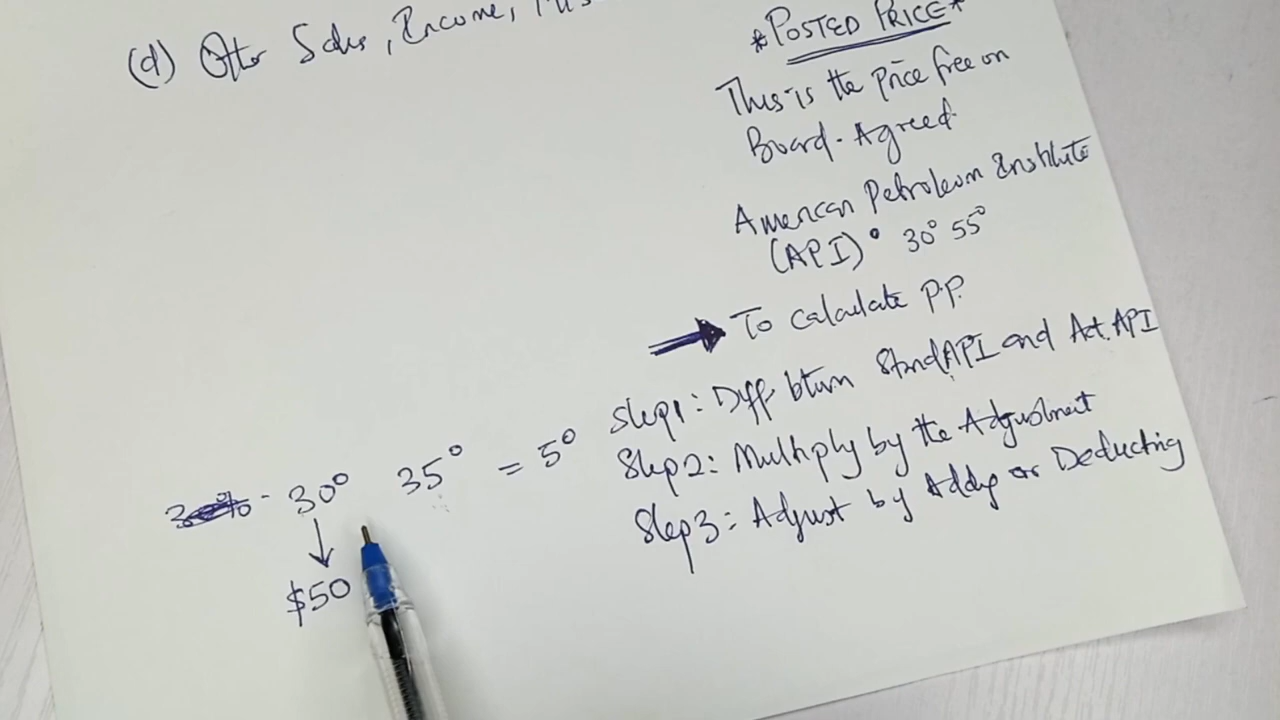 (d) Other Sales, Income,
*POSTED PRICE*
This is the price free on
Board - Agreed
American Petroleum Institute
(API)° 30° 55°
To calculate P.P.
Step1: Diff. btwn Stand API and Act. API
Step2: Multiply by the Adjustment
Step3: Adjust by Adding or Deducting
30° 35° = 5°
$50